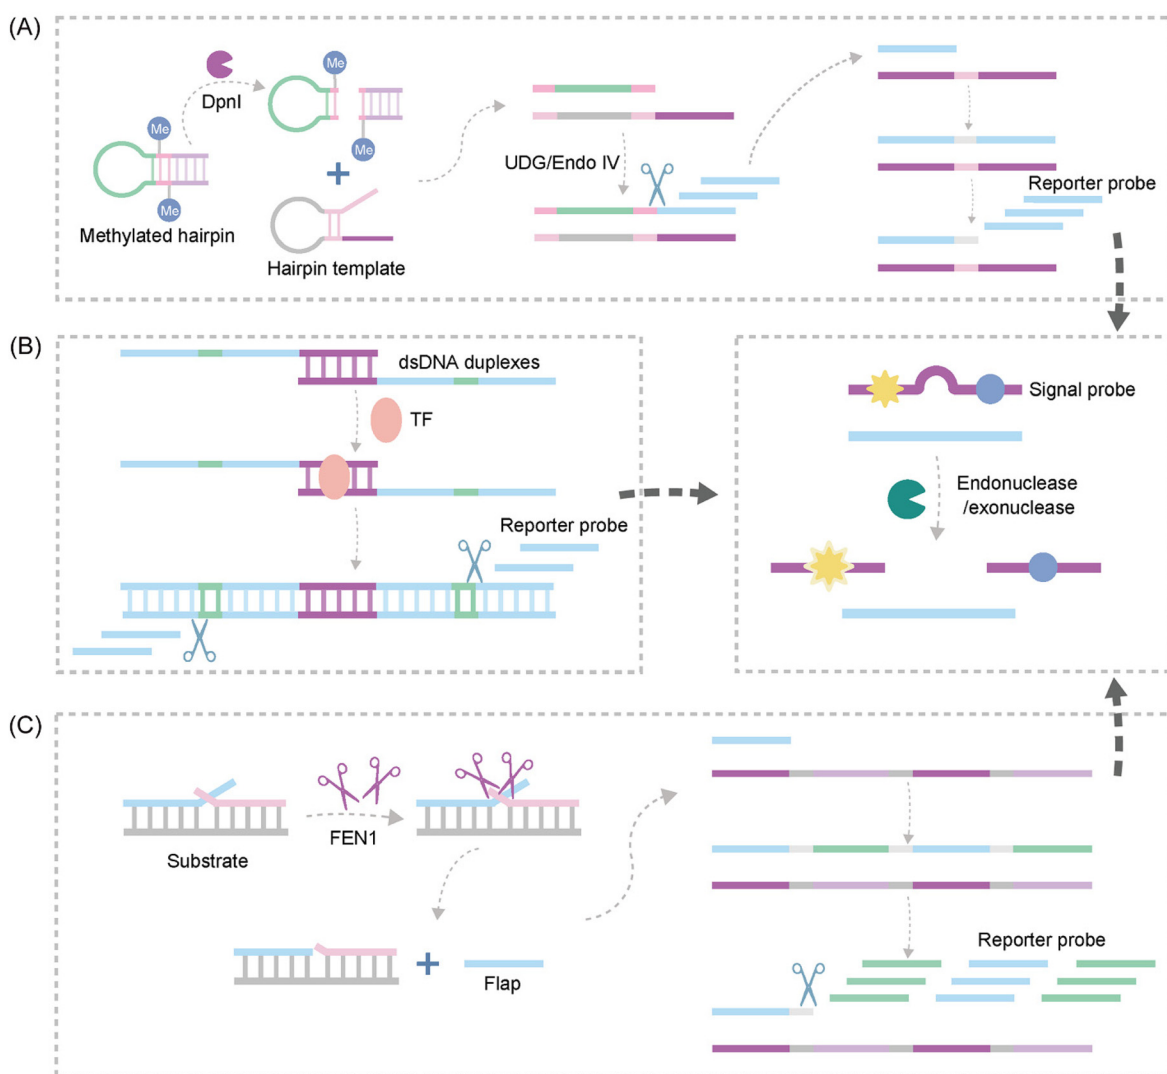 (A)
DpnI
Me
Me
Me
Me
Methylated hairpin
Hairpin template
UDG/Endo IV
Reporter probe
(B)
dsDNA duplexes
TF
Reporter probe
Signal probe
Endonuclease
/exonuclease
(C)
Substrate
FEN1
Flap
Reporter probe